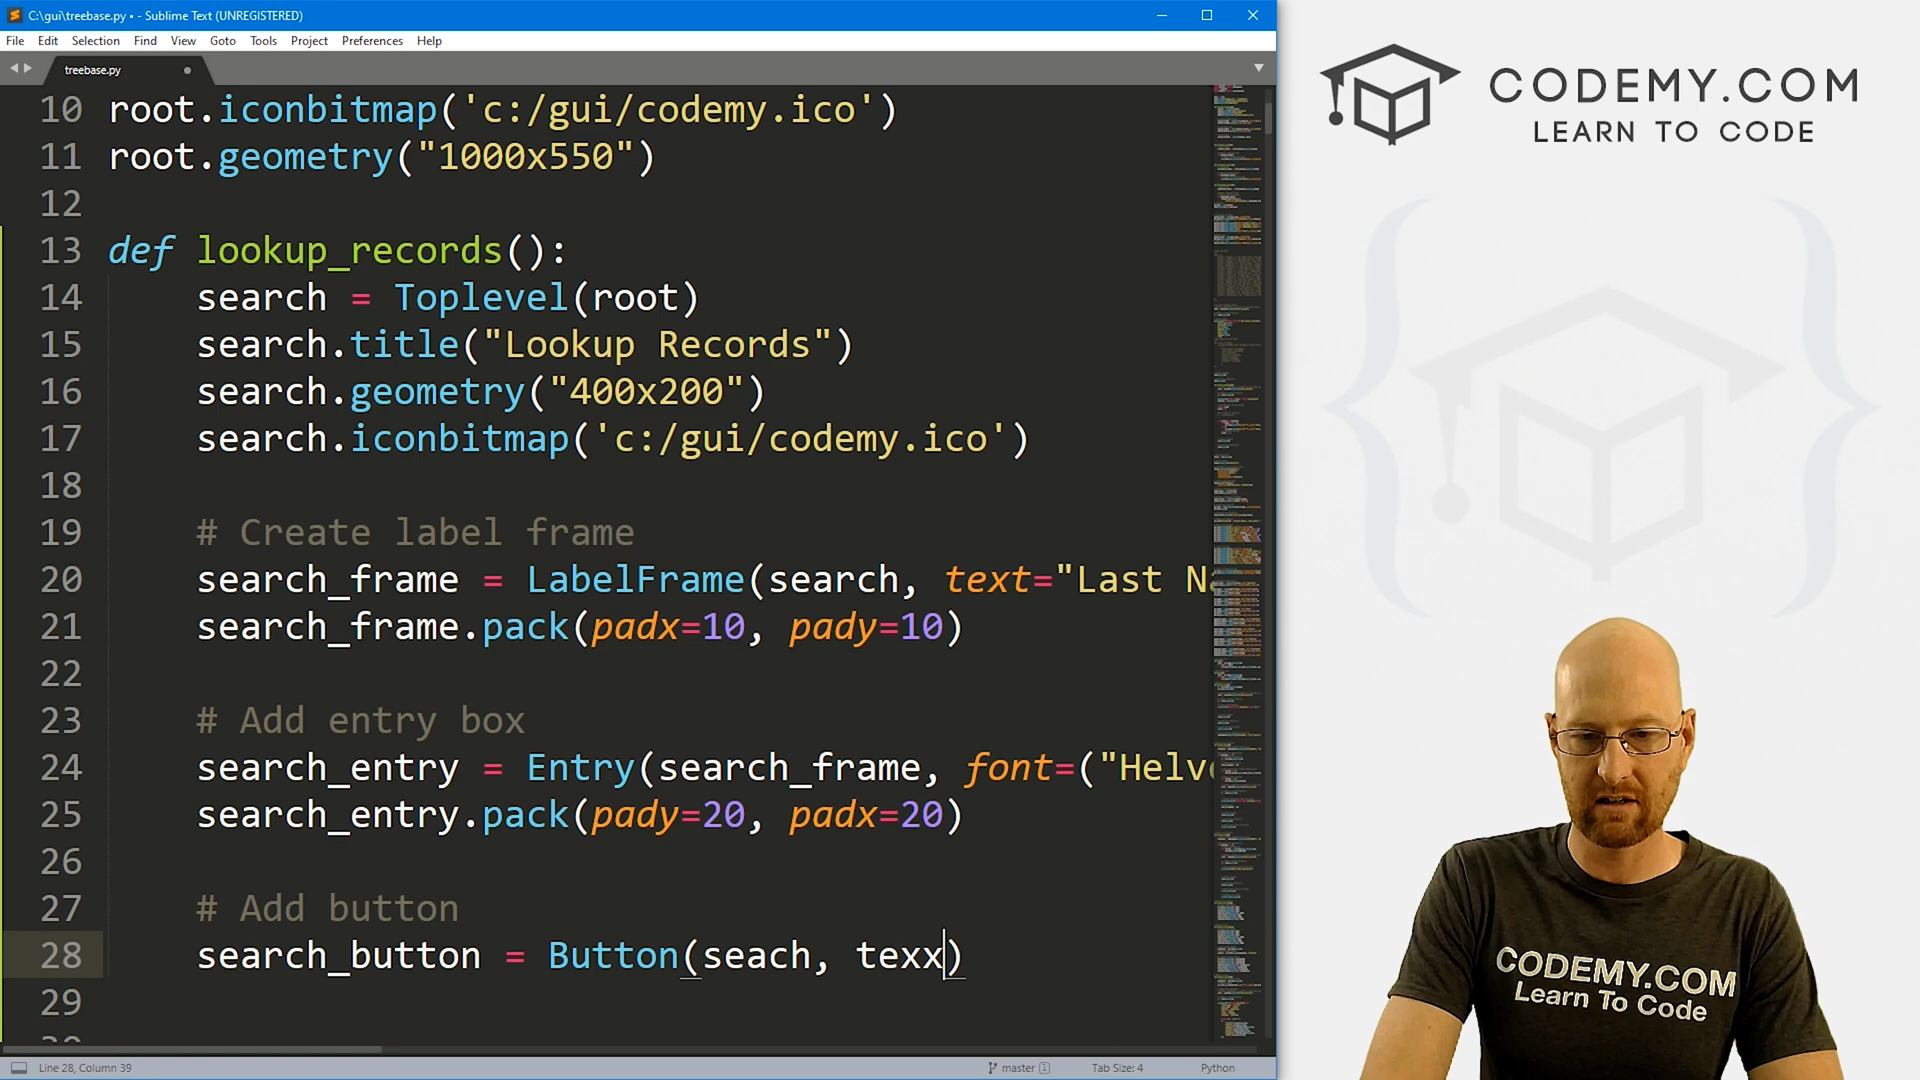 C:\gui\treebase.py • - Sublime Text (UNREGISTERED)
File Edit Selection Find View Goto Tools Project Preferences Help
treebase.py
10 root.iconbitmap('c:/gui/codemy.ico')
11 root.geometry("1000x550")
12
13 def lookup_records():
14 search = Toplevel(root)
15 search.title("Lookup Records")
16 search.geometry("400x200")
17 search.iconbitmap('c:/gui/codemy.ico')
18
19 # Create label frame
20 search_frame = LabelFrame(search, text="Last Na
21 search_frame.pack(padx=10, pady=10)
22
23 # Add entry box
24 search_entry = Entry(search_frame, font=("Helve
25 search_entry.pack(pady=20, padx=20)
26
27 # Add button
28 search_button = Button(seach, texx)
29
Line 28, Column 39
master 1
Tab Size: 4
Python
CODEMY.COM
LEARN TO CODE
CODEMY.COM
Learn To Code